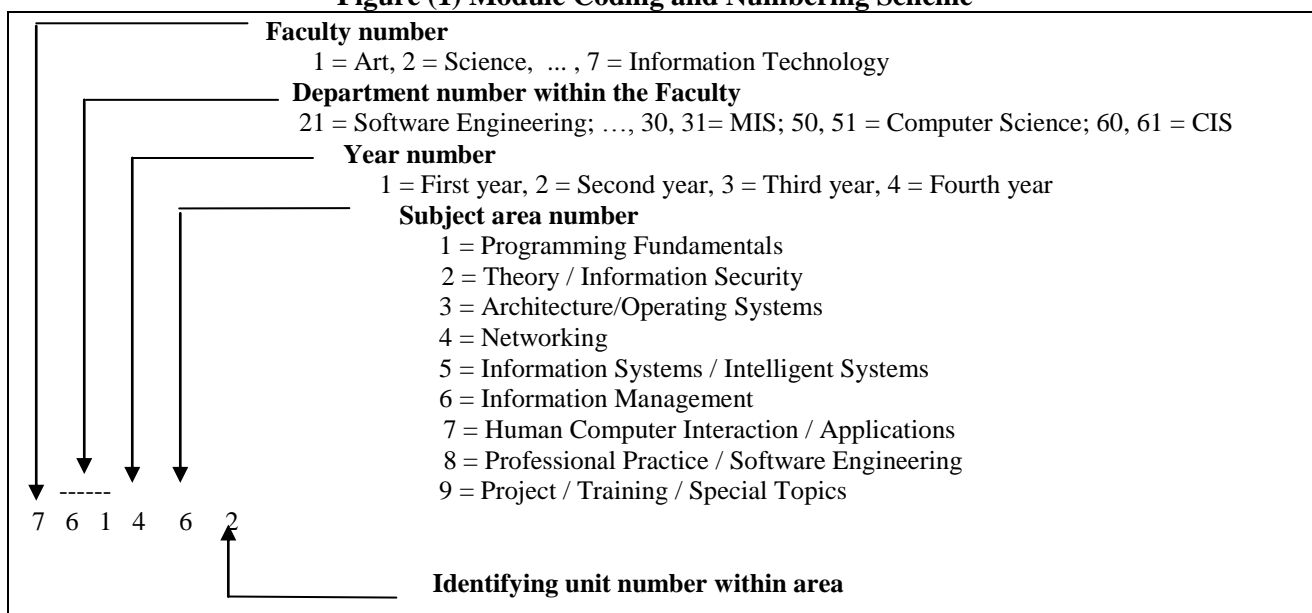 Figure (1) Module Coding and Numbering Scheme
Faculty number
1 = Art, 2 = Science, ... , 7 = Information Technology
Department number within the Faculty
21 = Software Engineering; …, 30, 31= MIS; 50, 51 = Computer Science; 60, 61 = CIS
Year number
1 = First year, 2 = Second year, 3 = Third year, 4 = Fourth year
Subject area number
1 = Programming Fundamentals
2 = Theory / Information Security
3 = Architecture/Operating Systems
4 = Networking
5 = Information Systems / Intelligent Systems
6 = Information Management
7 = Human Computer Interaction / Applications
8 = Professional Practice / Software Engineering
9 = Project / Training / Special Topics
------
7 6 1 4 6 2
Identifying unit number within area